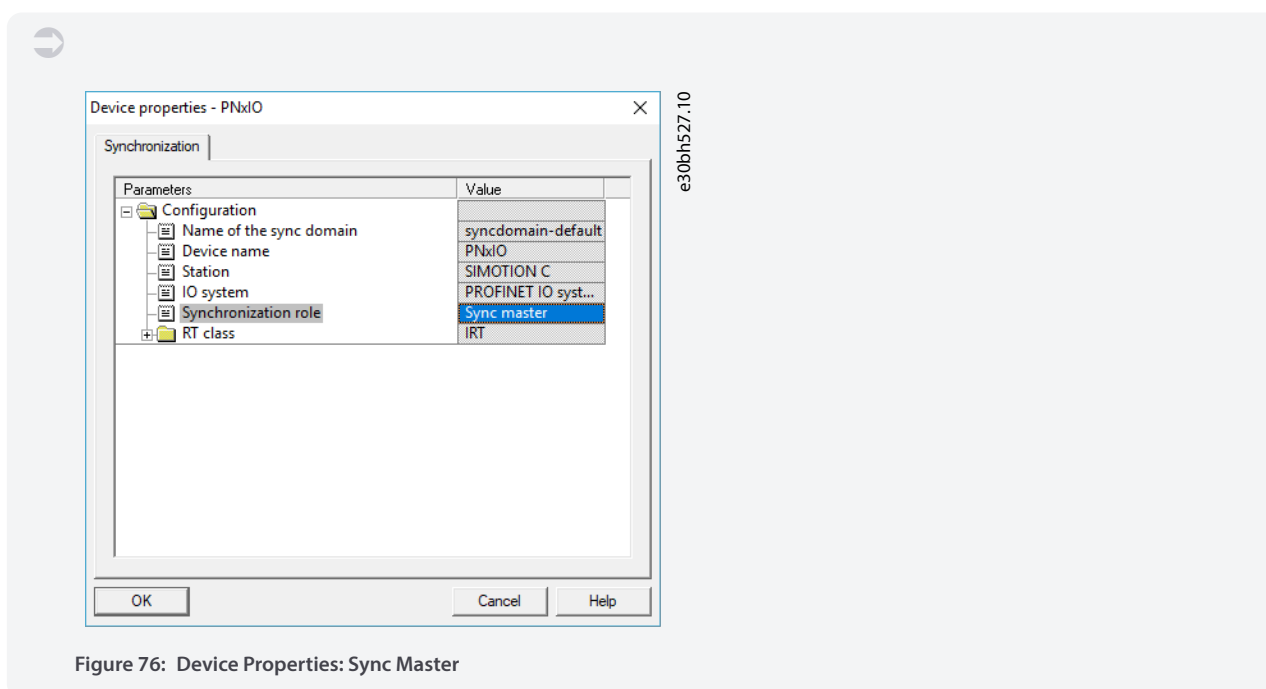 Device properties - PNxIO
Synchronization
Parameters Value
Configuration
Name of the sync domain syncdomain-default
Device name PNxIO
Station SIMOTION C
IO system PROFINET IO syst...
Synchronization role Sync master
RT class IRT
OK Cancel Help
e30bh527.10
Figure 76: Device Properties: Sync Master